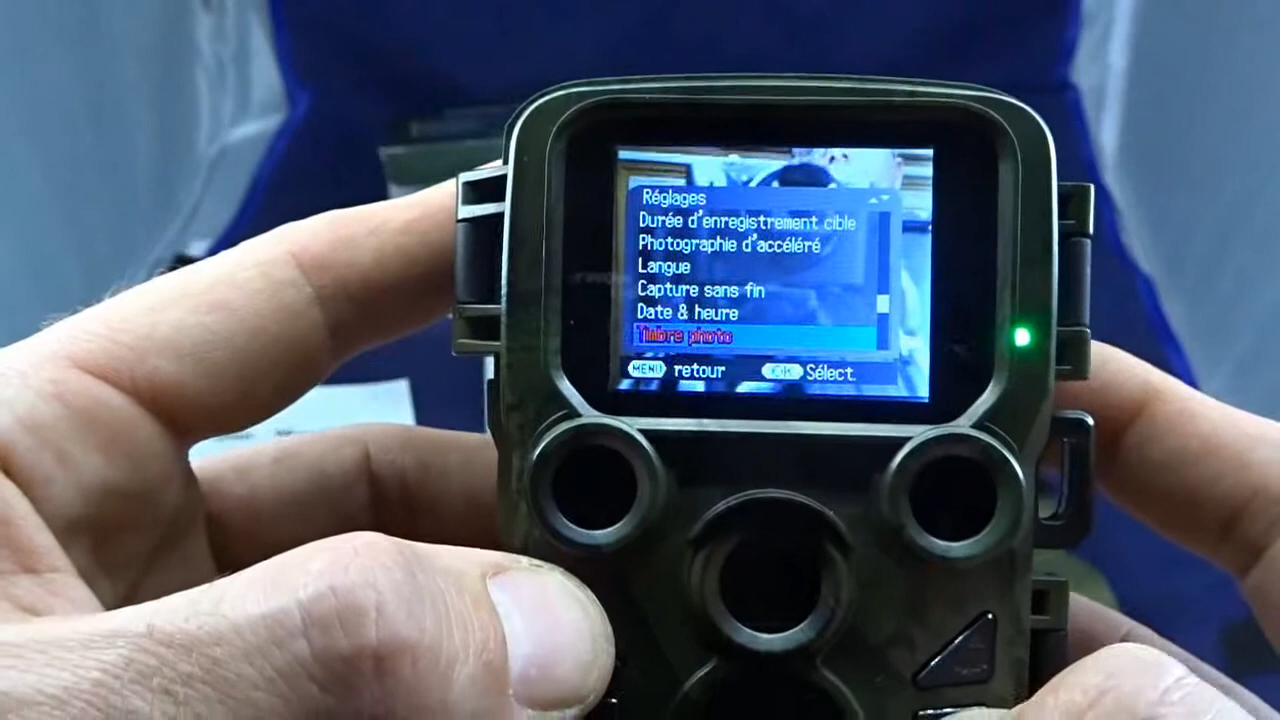 Réglages
Durée d'enregistrement cible
Photographie d'accéléré
Langue
Capture sans fin
Date & heure
Timbre photo
MENU retour OK Sélect.